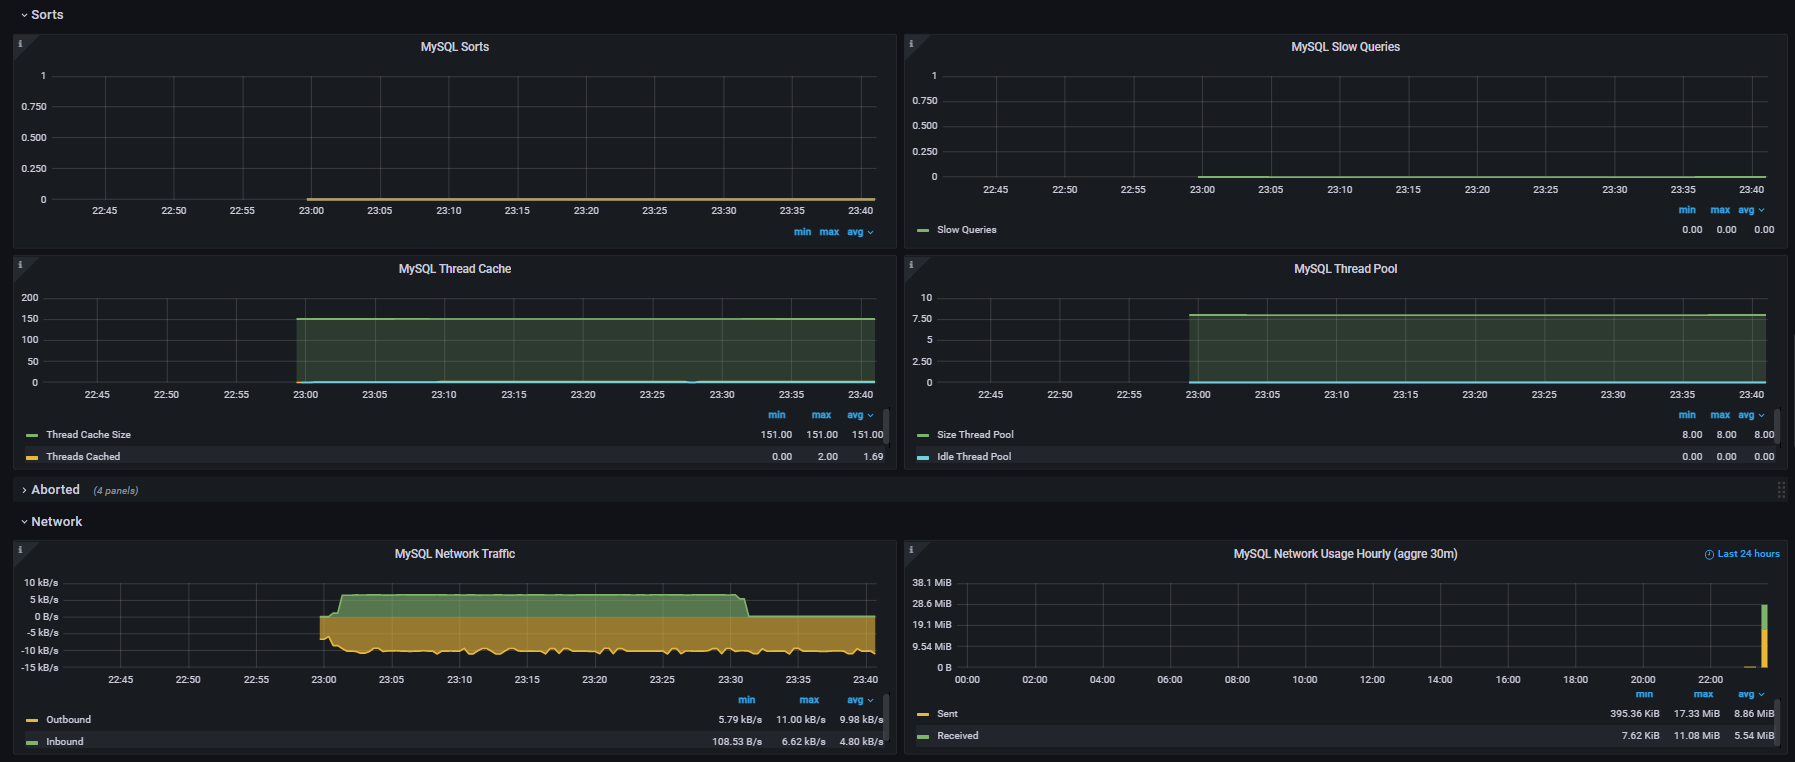 Sorts
MySQL Sorts
1
0.750
0.500
0.250
0
22:45 22:50 22:55 23:00 23:05 23:10 23:15 23:20 23:25 23:30 23:35 23:40
min max avg
MySQL Slow Queries
1
0.750
0.500
0.250
0
22:45 22:50 22:55 23:00 23:05 23:10 23:15 23:20 23:25 23:30 23:35 23:40
min max avg
Slow Queries 0.00 0.00 0.00
MySQL Thread Cache
200
150
100
50
0
22:45 22:50 22:55 23:00 23:05 23:10 23:15 23:20 23:25 23:30 23:35 23:40
min max avg
Thread Cache Size 151.00 151.00 151.00
Threads Cached 0.00 2.00 1.69
MySQL Thread Pool
10
7.50
5
2.50
0
22:45 22:50 22:55 23:00 23:05 23:10 23:15 23:20 23:25 23:30 23:35 23:40
min max avg
Size Thread Pool 8.00 8.00 8.00
Idle Thread Pool 0.00 0.00 0.00
Aborted (4 panels)
Network
MySQL Network Traffic
10 kB/s
5 kB/s
0 B/s
-5 kB/s
-10 kB/s
-15 kB/s
22:45 22:50 22:55 23:00 23:05 23:10 23:15 23:20 23:25 23:30 23:35 23:40
min max avg
Outbound 5.79 kB/s 11.00 kB/s 9.98 kB/s
Inbound 108.53 B/s 6.62 kB/s 4.80 kB/s
MySQL Network Usage Hourly (aggre 30m)
Last 24 hours
38.1 MiB
28.6 MiB
19.1 MiB
9.54 MiB
0 B
00:00 02:00 04:00 06:00 08:00 10:00 12:00 14:00 16:00 18:00 20:00 22:00
min max avg
Sent 395.36 KiB 17.33 MiB 8.86 MiB
Received 7.62 KiB 11.08 MiB 5.54 MiB